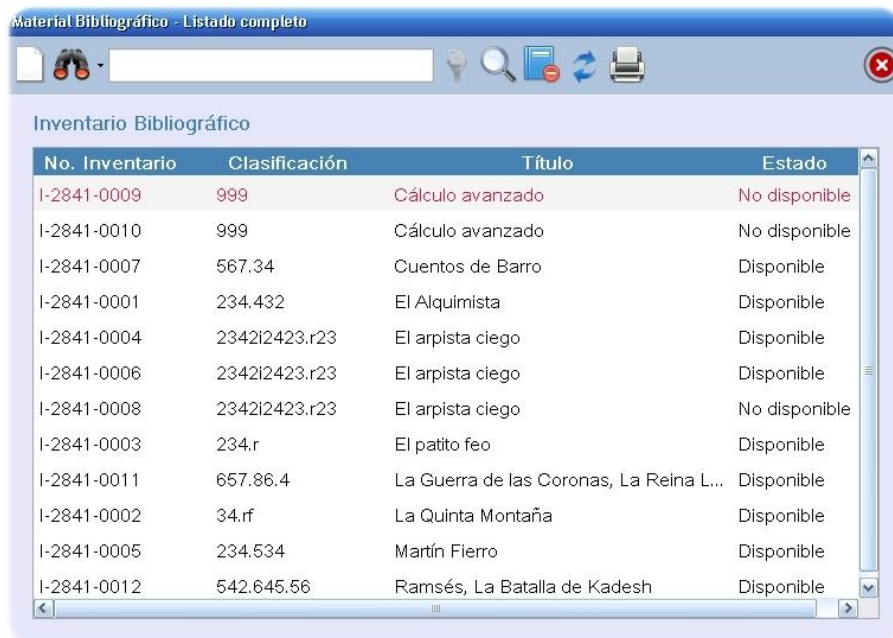 Material Bibliográfico - Listado completo
Inventario Bibliográfico
No. Inventario Clasificación Título Estado
I-2841-0009 999 Cálculo avanzado No disponible
I-2841-0010 999 Cálculo avanzado No disponible
I-2841-0007 567.34 Cuentos de Barro Disponible
I-2841-0001 234.432 El Alquimista Disponible
I-2841-0004 2342i2423.r23 El arpista ciego Disponible
I-2841-0006 2342i2423.r23 El arpista ciego Disponible
I-2841-0008 2342i2423.r23 El arpista ciego No disponible
I-2841-0003 234.r El patito feo Disponible
I-2841-0011 657.86.4 La Guerra de las Coronas, La Reina L... Disponible
I-2841-0002 34.rf La Quinta Montaña Disponible
I-2841-0005 234.534 Martín Fierro Disponible
I-2841-0012 542.645.56 Ramsés, La Batalla de Kadesh Disponible